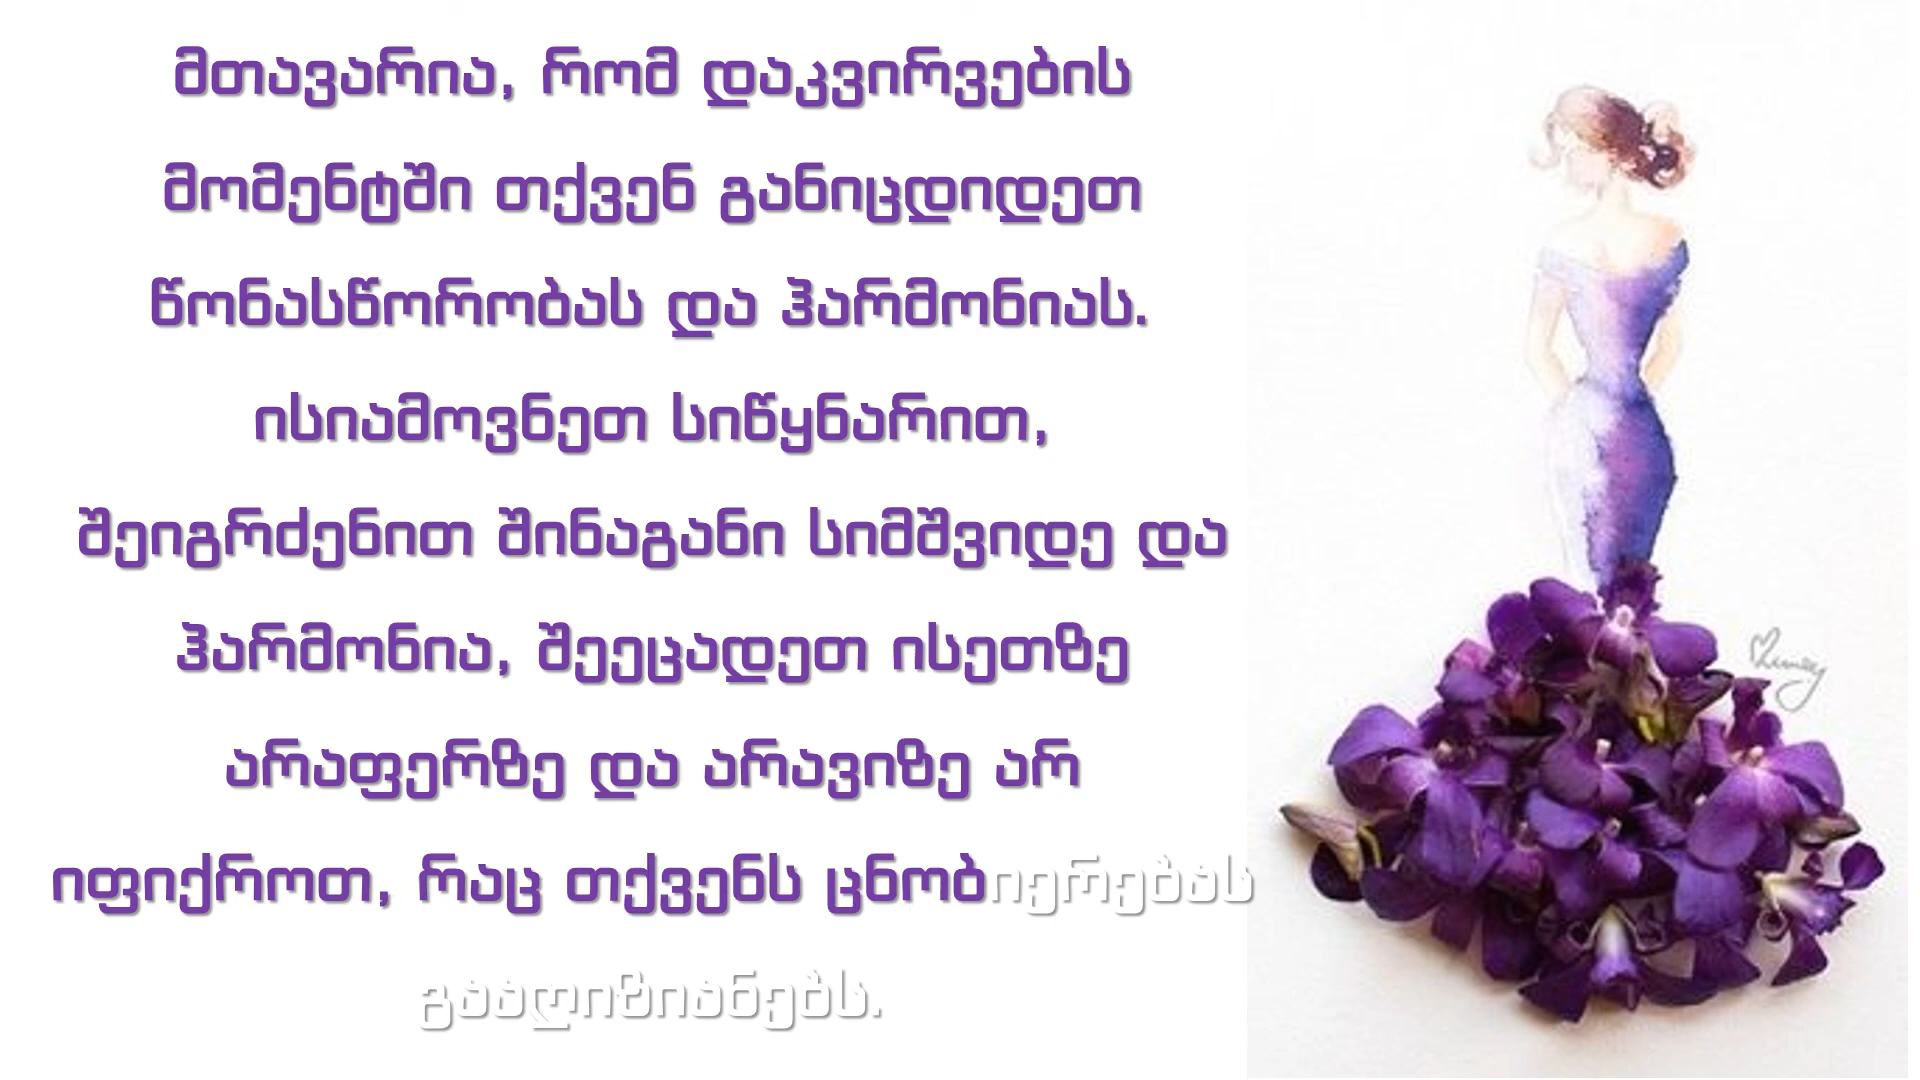 მთავარია, რომ დაკვირვების
მომენტში თქვენ განიცდიდეთ
წონასწორობას და ჰარმონიას.
ისიამოვნეთ სიწყნარით,
შეიგრძენით შინაგანი სიმშვიდე და
ჰარმონია, შეეცადეთ ისეთზე
არაფერზე და არავიზე არ
იფიქროთ, რაც თქვენს ცნობიერებას
გააღიზიანებს.